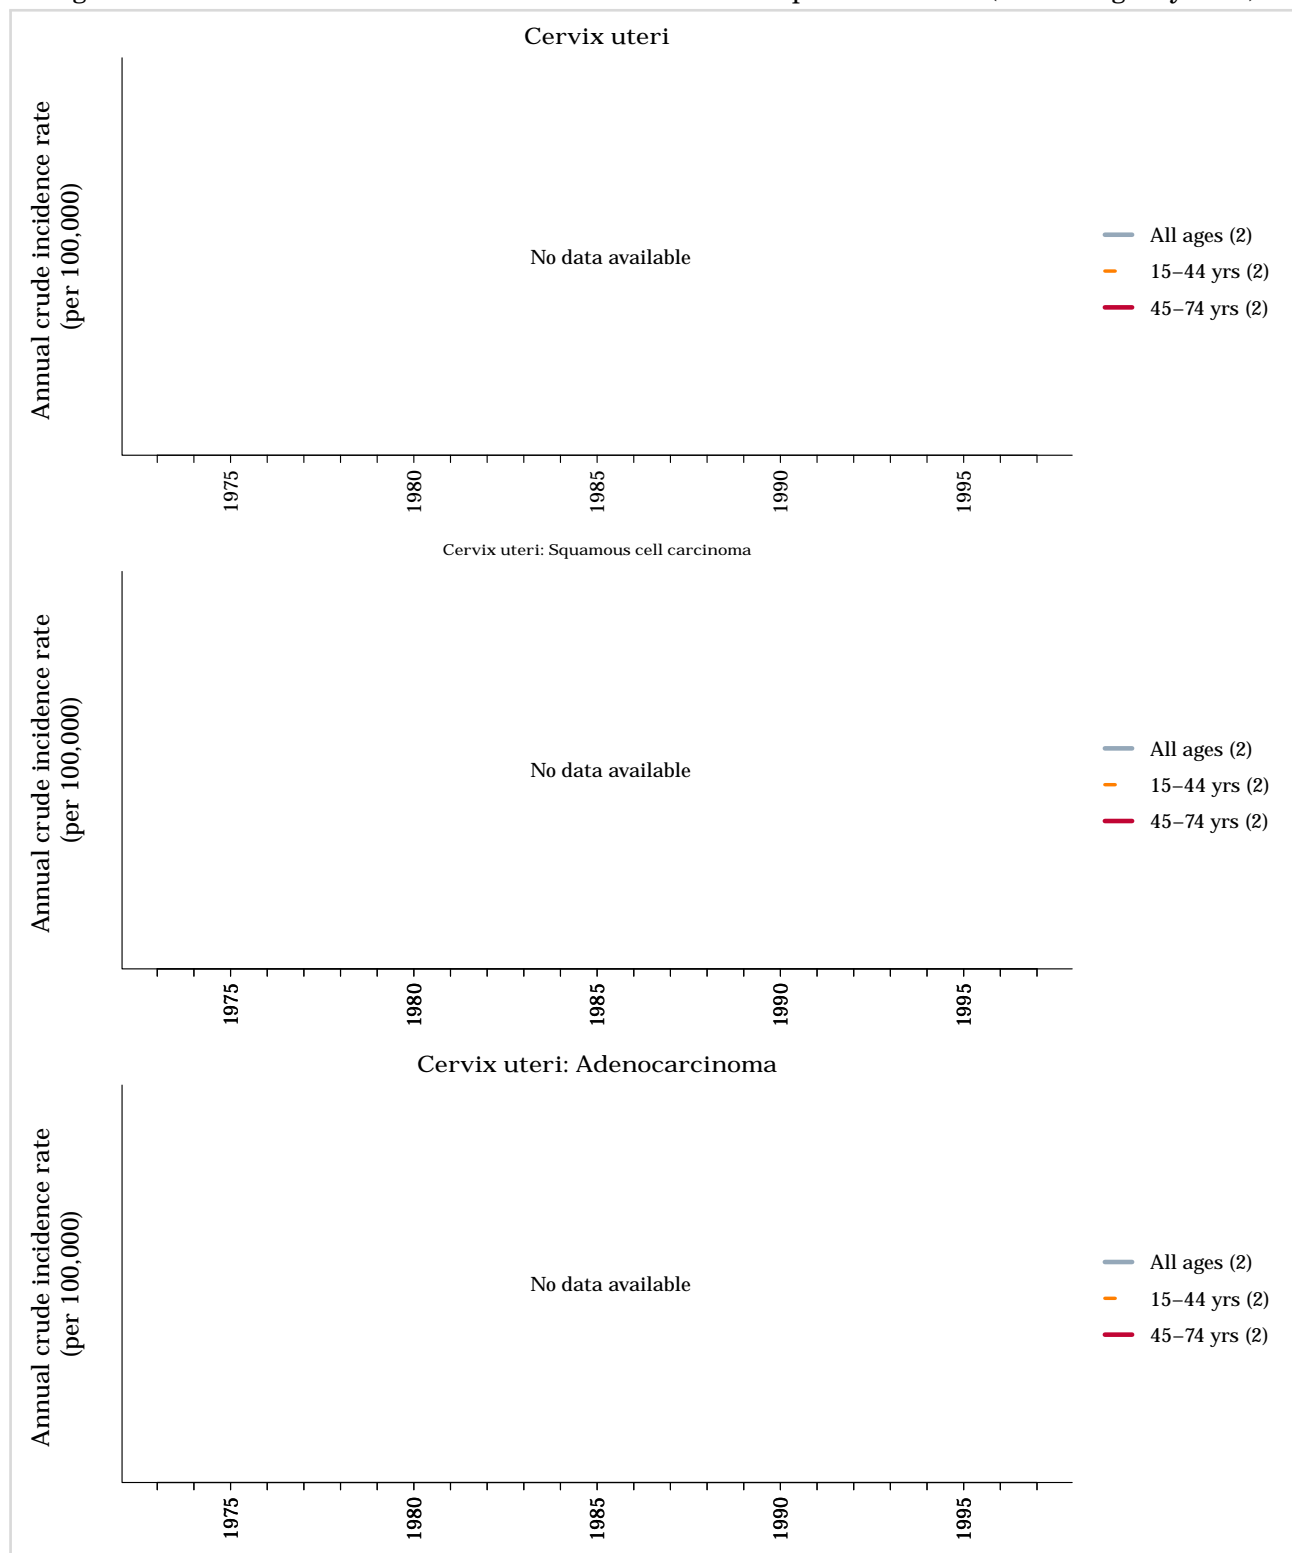 Cervix uteri
Annual crude incidence rate
(per 100,000)
No data available
All ages (2)
15–44 yrs (2)
45–74 yrs (2)
1975
1980
1985
1990
1995
Cervix uteri: Squamous cell carcinoma
Annual crude incidence rate
(per 100,000)
No data available
All ages (2)
15–44 yrs (2)
45–74 yrs (2)
1975
1980
1985
1990
1995
Cervix uteri: Adenocarcinoma
Annual crude incidence rate
(per 100,000)
No data available
All ages (2)
15–44 yrs (2)
45–74 yrs (2)
1975
1980
1985
1990
1995